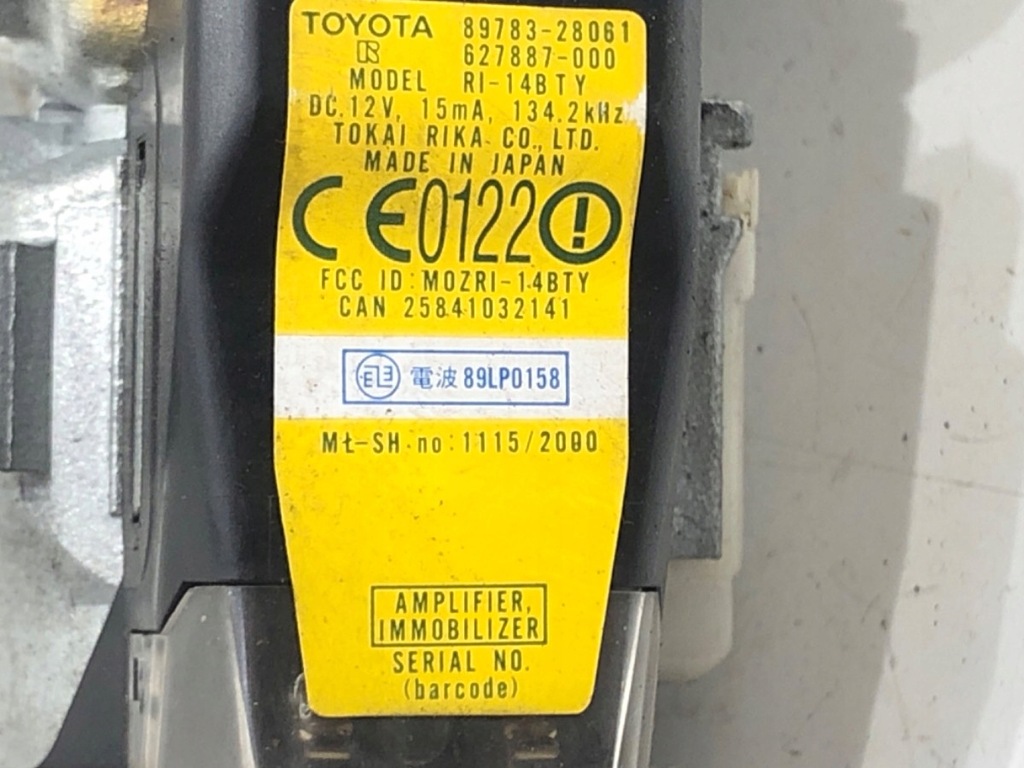 TOYOTA 89783-28061
R 627887-000
MODEL RI-14BTY
DC.12V, 15mA, 134.2kHz
TOKAI RIKA CO., LTD.
MADE IN JAPAN
CE0122!
FCC ID: MOZRI-14BTY
CAN 25841032141
電波 89LP0158
MŁ-SH no: 1115/2000
AMPLIFIER,
IMMOBILIZER
SERIAL NO.
(barcode)